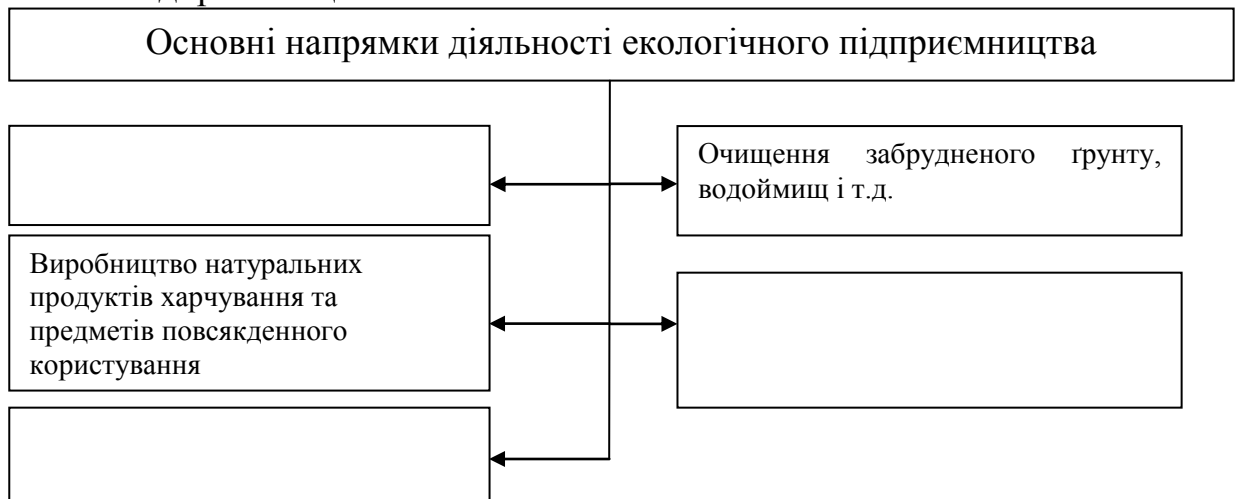 Основні напрямки діяльності екологічного підприємництва
Очищення забрудненого ґрунту,
водоймищ і т.д.
Виробництво натуральних
продуктів харчування та
предметів повсякденного
користування